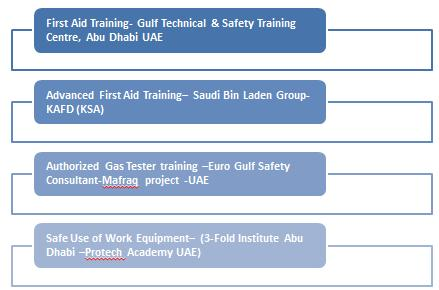 First Aid Training- Gulf Technical & Safety Training
Centre, Abu Dhabi UAE
Advanced First Aid Training– Saudi Bin Laden Group-
KAFD (KSA)
Authorized Gas Tester training –Euro Gulf Safety
Consultant-Mafraq project -UAE
Safe Use of Work Equipment– (3-Fold Institute Abu
Dhabi –Protech Academy UAE)